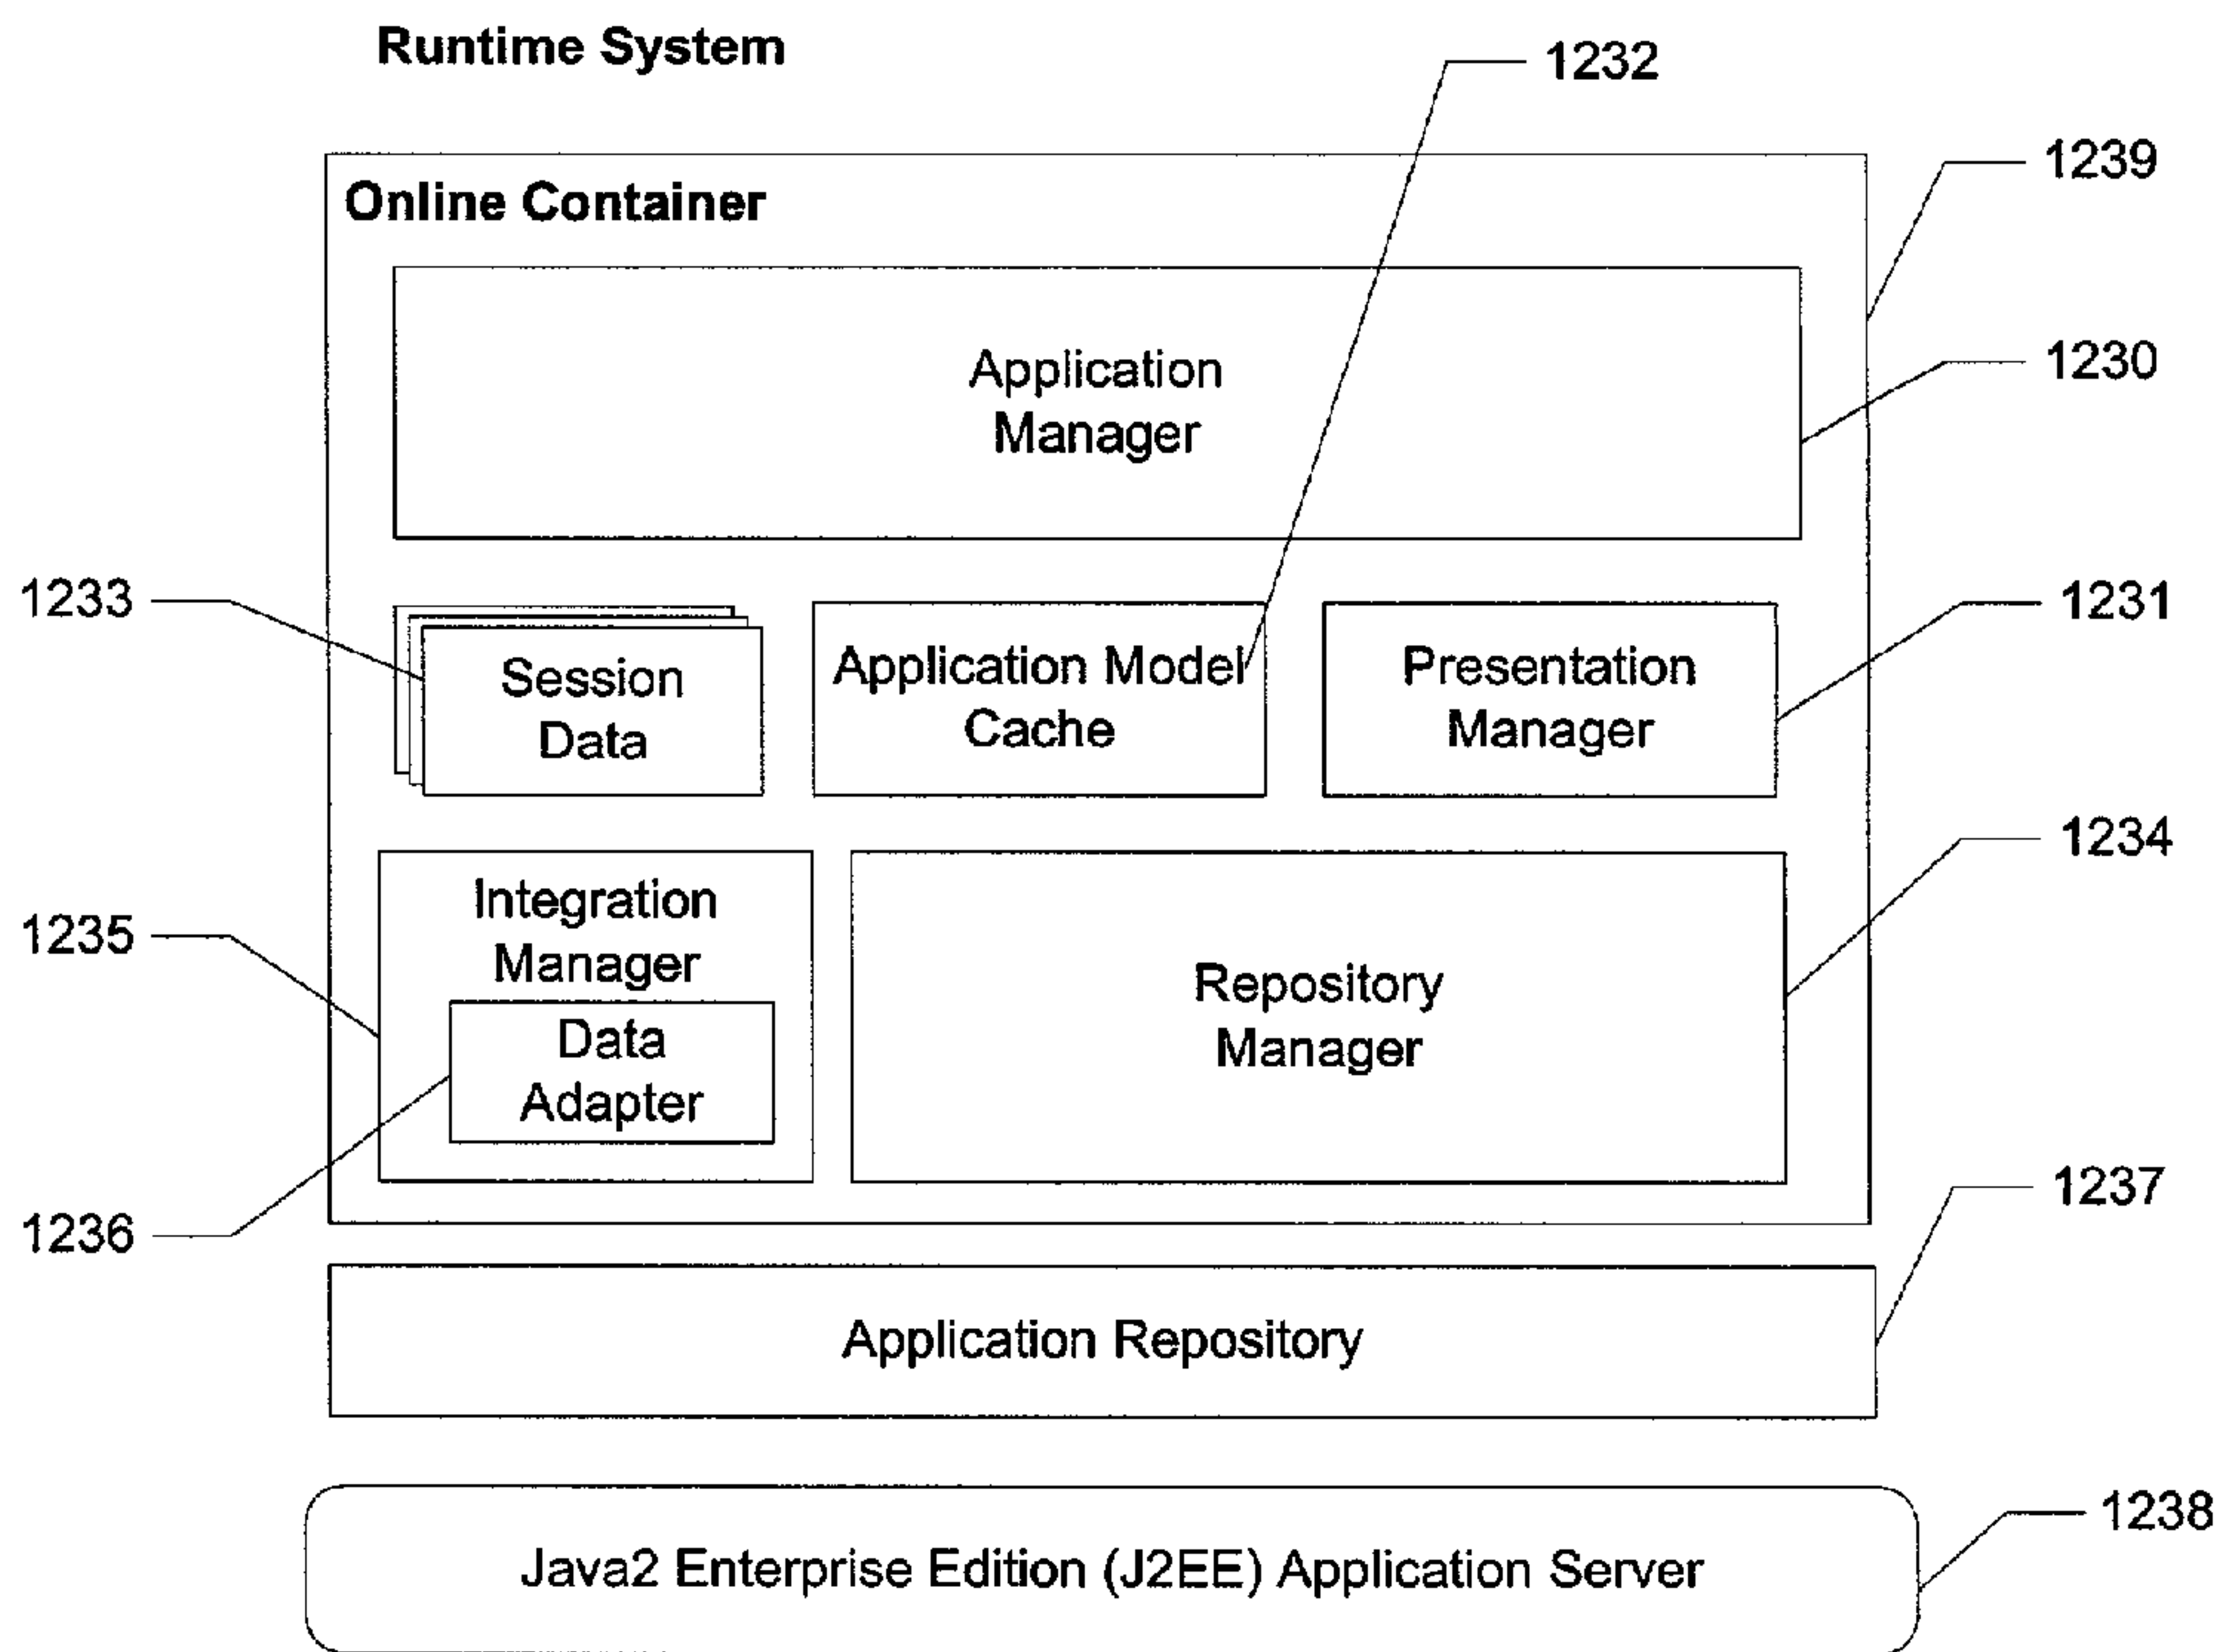 Runtime System
1232
1239
Online Container
Application
Manager
1230
1233
Session
Data
Application Model
Cache
Presentation
Manager
1231
1234
Integration
Manager
1235
Data
Adapter
1236
Repository
Manager
1237
Application Repository
1238
Java2 Enterprise Edition (J2EE) Application Server